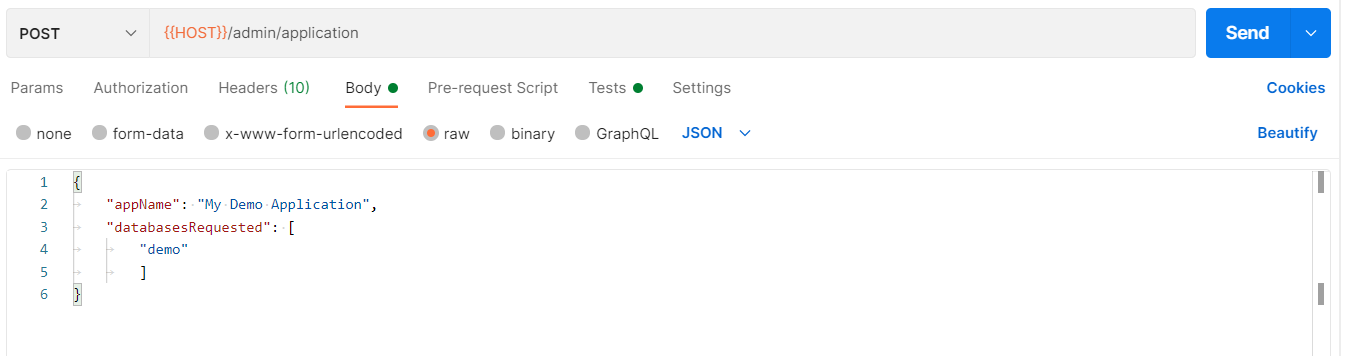 POST {{HOST}}/admin/application Send
Params Authorization Headers (10) Body Pre-request Script Tests Settings Cookies
none form-data x-www-form-urlencoded raw binary GraphQL JSON Beautify
1 {
2 "appName": "My Demo Application",
3 "databasesRequested": [
4 "demo"
5 ]
6 }